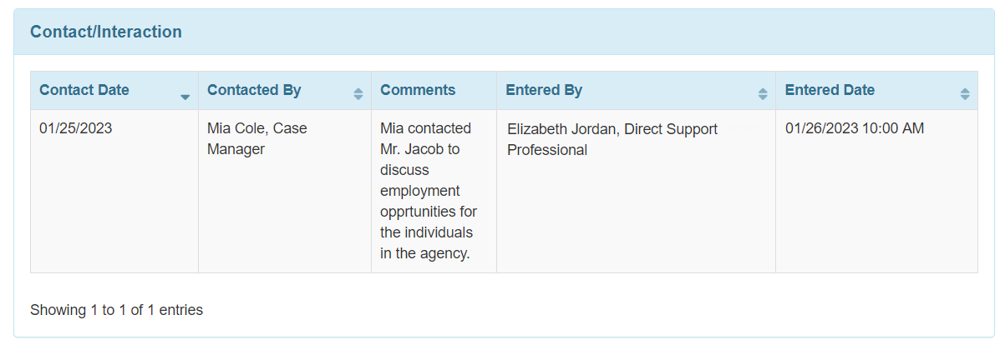 Contact/Interaction
Contact Date Contacted By Comments Entered By Entered Date
01/25/2023 Mia Cole, Case Mia contacted Elizabeth Jordan, Direct Support 01/26/2023 10:00 AM
Manager Mr. Jacob to Professional
discuss
employment
opprtunities for
the individuals
in the agency.
Showing 1 to 1 of 1 entries